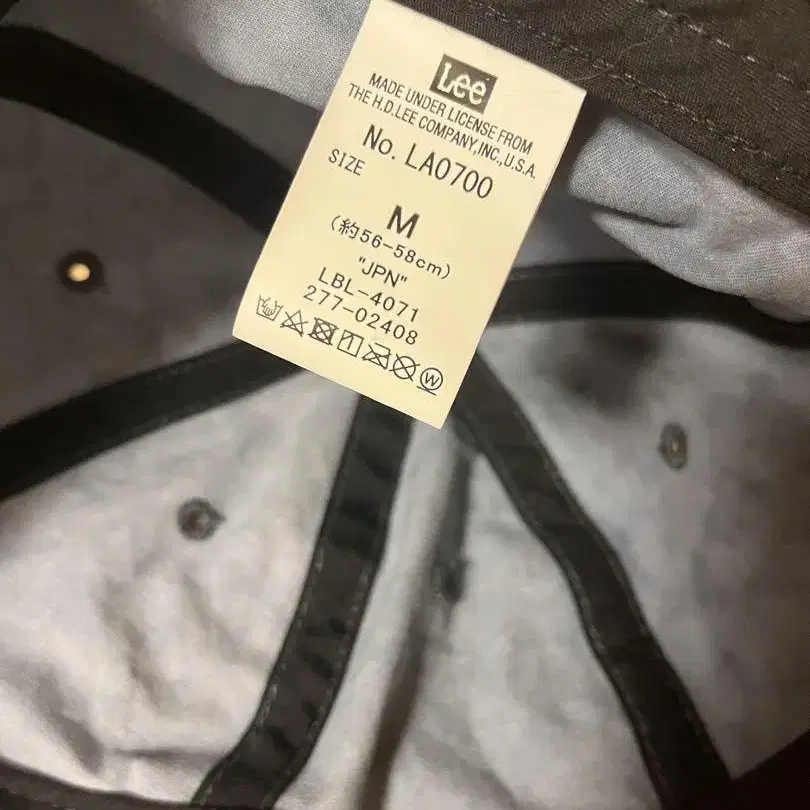 Lee
MADE UNDER LICENSE FROM
THE H.D.LEE COMPANY,INC.,U.S.A.
No. LA0700
SIZE
M
(約56-58cm)
"JPN"
LBL-4071
277-02408
W